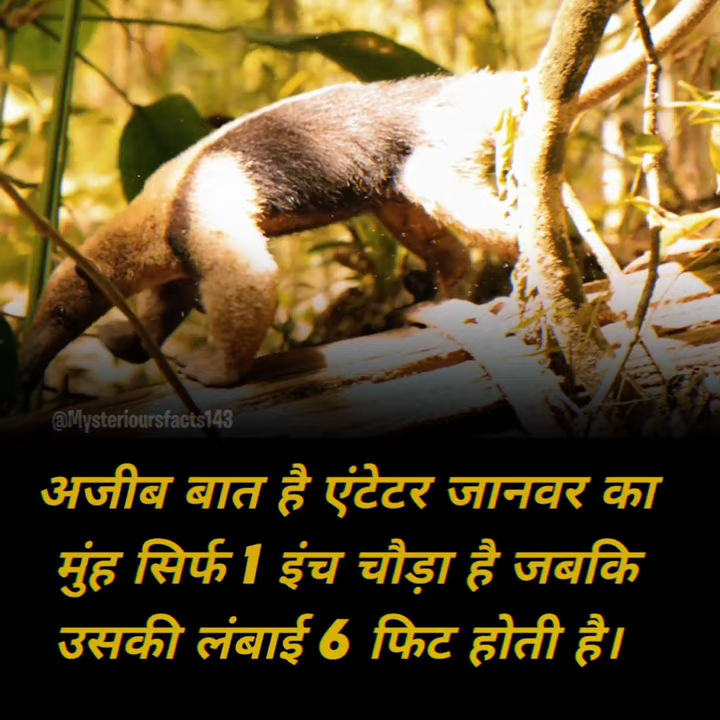 @Mysterioursfacts143
अजीब बात है एंटेटर जानवर का
मुंह सिर्फ 1 इंच चौड़ा है जबकि
उसकी लंबाई 6 फिट होती है।